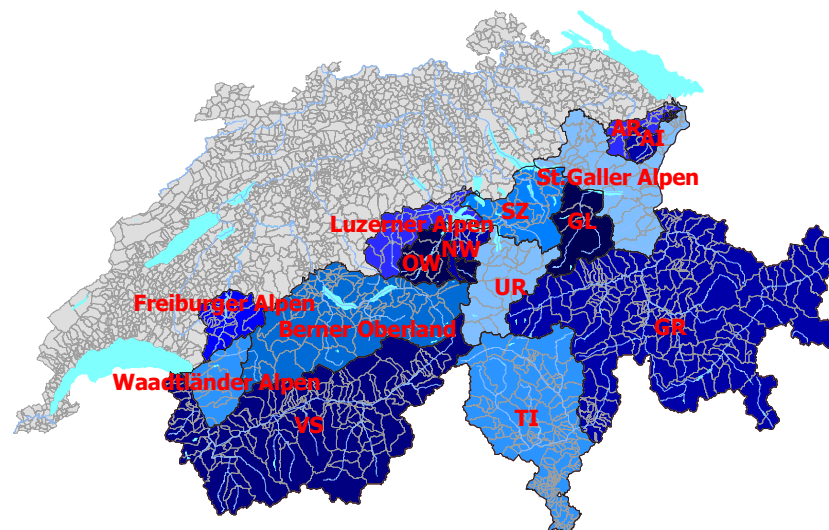 AR
AI
St.Galler Alpen
SZ
Luzerner Alpen
GL
NW
OW
UR
Freiburger Alpen
Berner Oberland
GR
Waadtländer Alpen
TI
VS